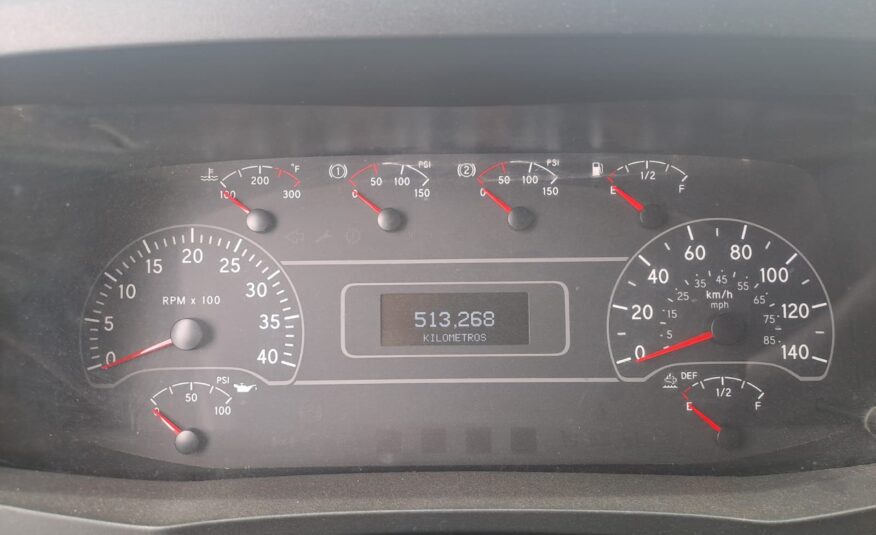 100 200 300 °F
(1) 0 50 100 150 PSI
(2) 0 50 100 150 PSI
E 1/2 F
0 5 10 15 20 25 30 35 40
RPM x 100
513,268
KILOMETROS
0 20 40 60 80 100 120 140
5 15 25 35 45 55 65 75 85
km/h
mph
0 50 100 PSI
DEF
E 1/2 F